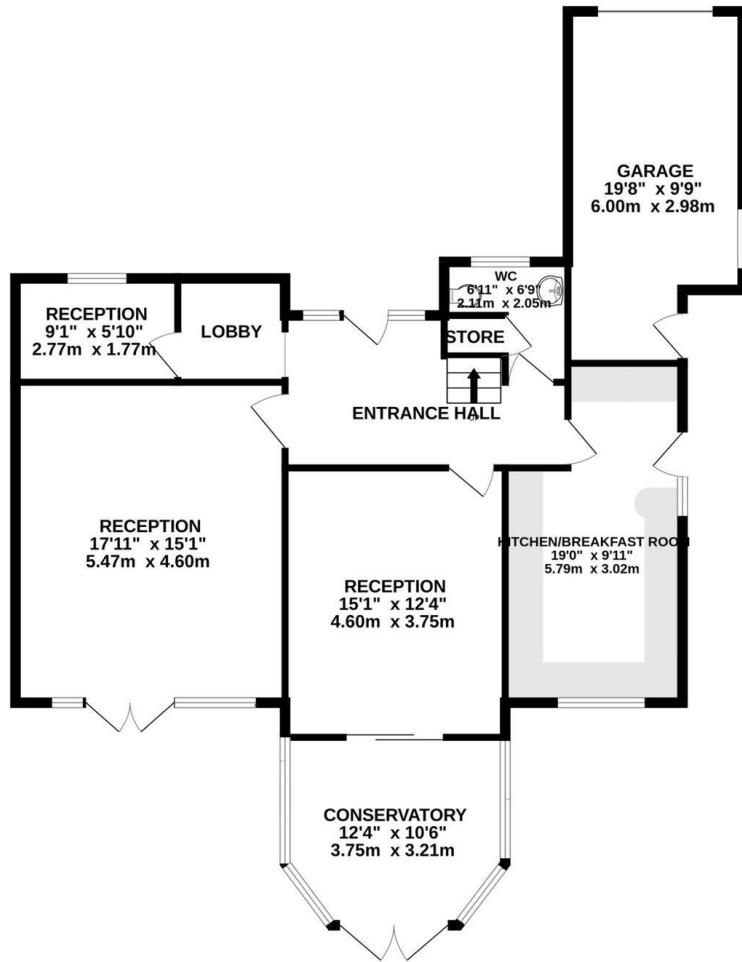 GARAGE
19'8" x 9'9"
6.00m x 2.98m
WC
6'11" x 6'9"
2.11m x 2.05m
RECEPTION
9'1" x 5'10"
2.77m x 1.77m
LOBBY
STORE
ENTRANCE HALL
RECEPTION
17'11" x 15'1"
5.47m x 4.60m
KITCHEN/BREAKFAST ROOM
19'0" x 9'11"
5.79m x 3.02m
RECEPTION
15'1" x 12'4"
4.60m x 3.75m
CONSERVATORY
12'4" x 10'6"
3.75m x 3.21m